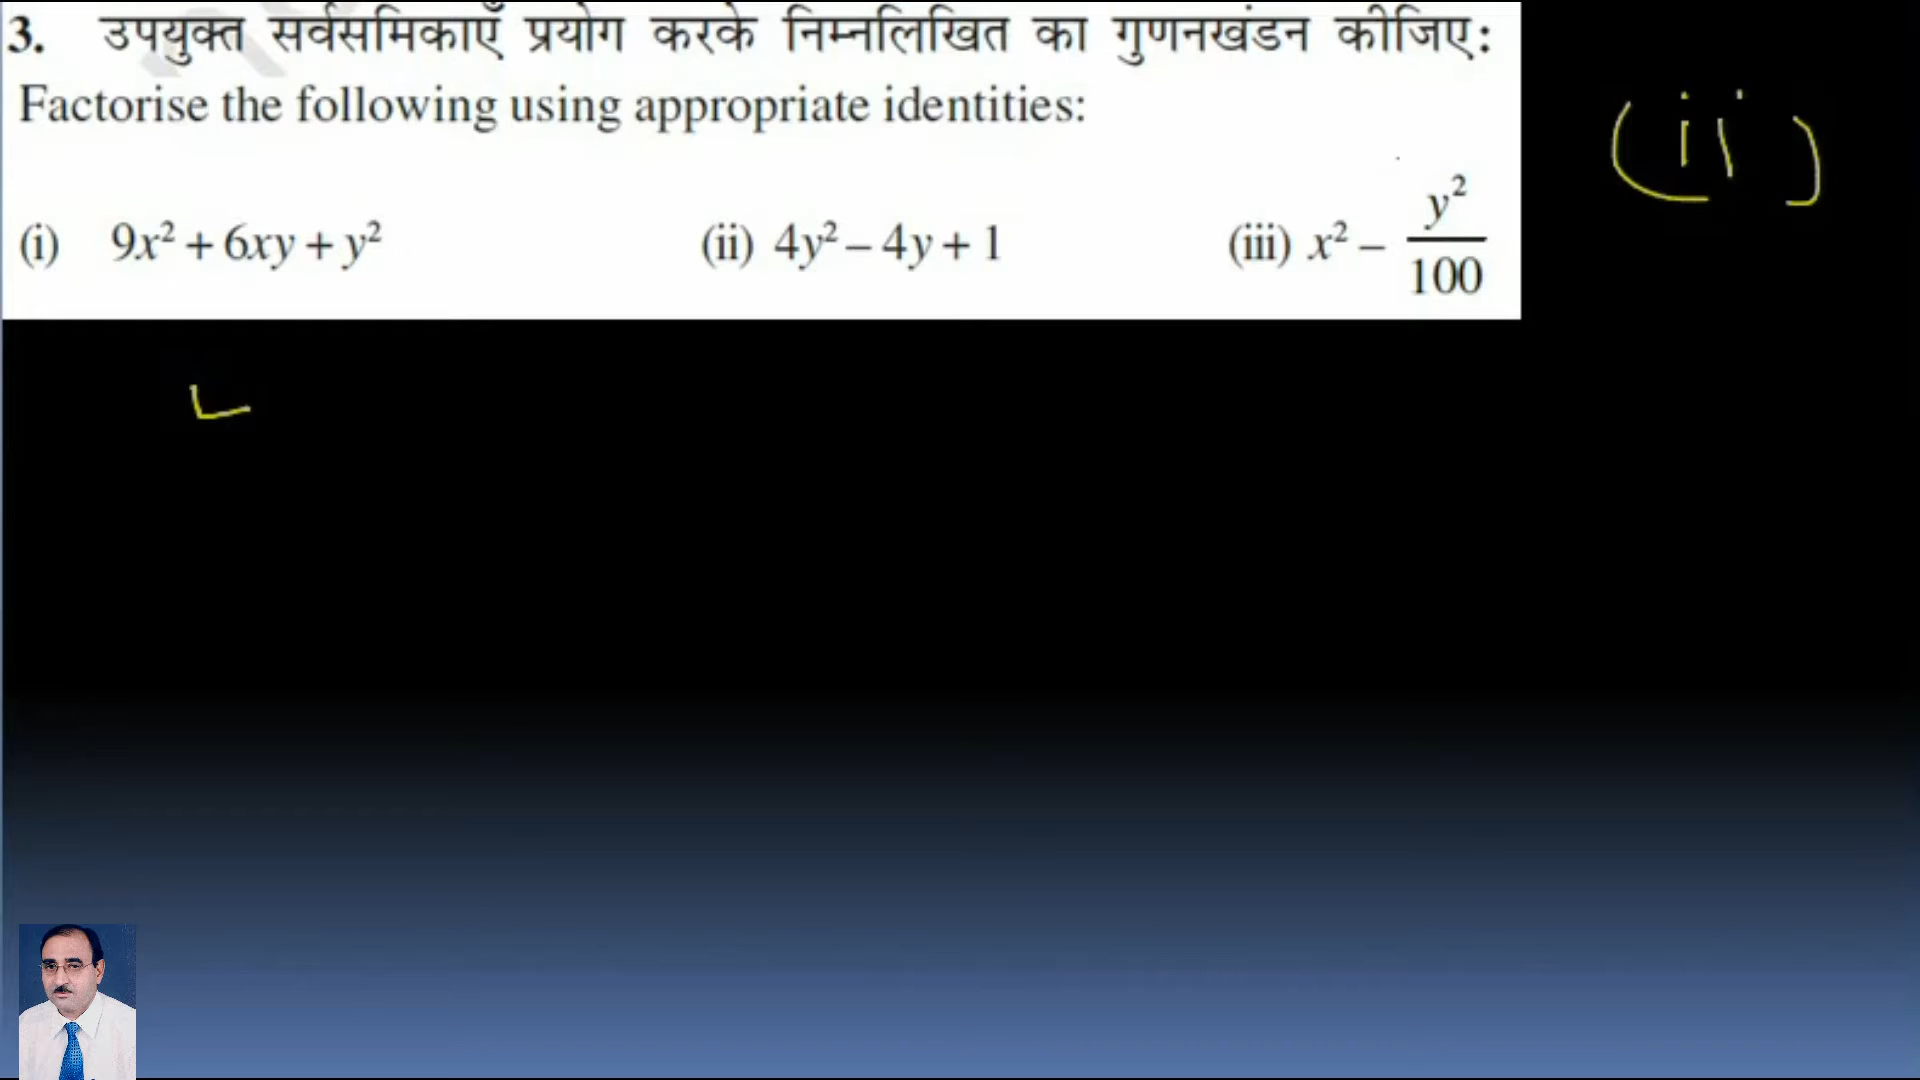 3. उपयुक्त सर्वसमिकाएँ प्रयोग करके निम्नलिखित का गुणनखंडन कीजिए:
Factorise the following using appropriate identities:
(i) 9x² + 6xy + y² (ii) 4y² – 4y + 1 (iii) x² – y²/100
(ii)